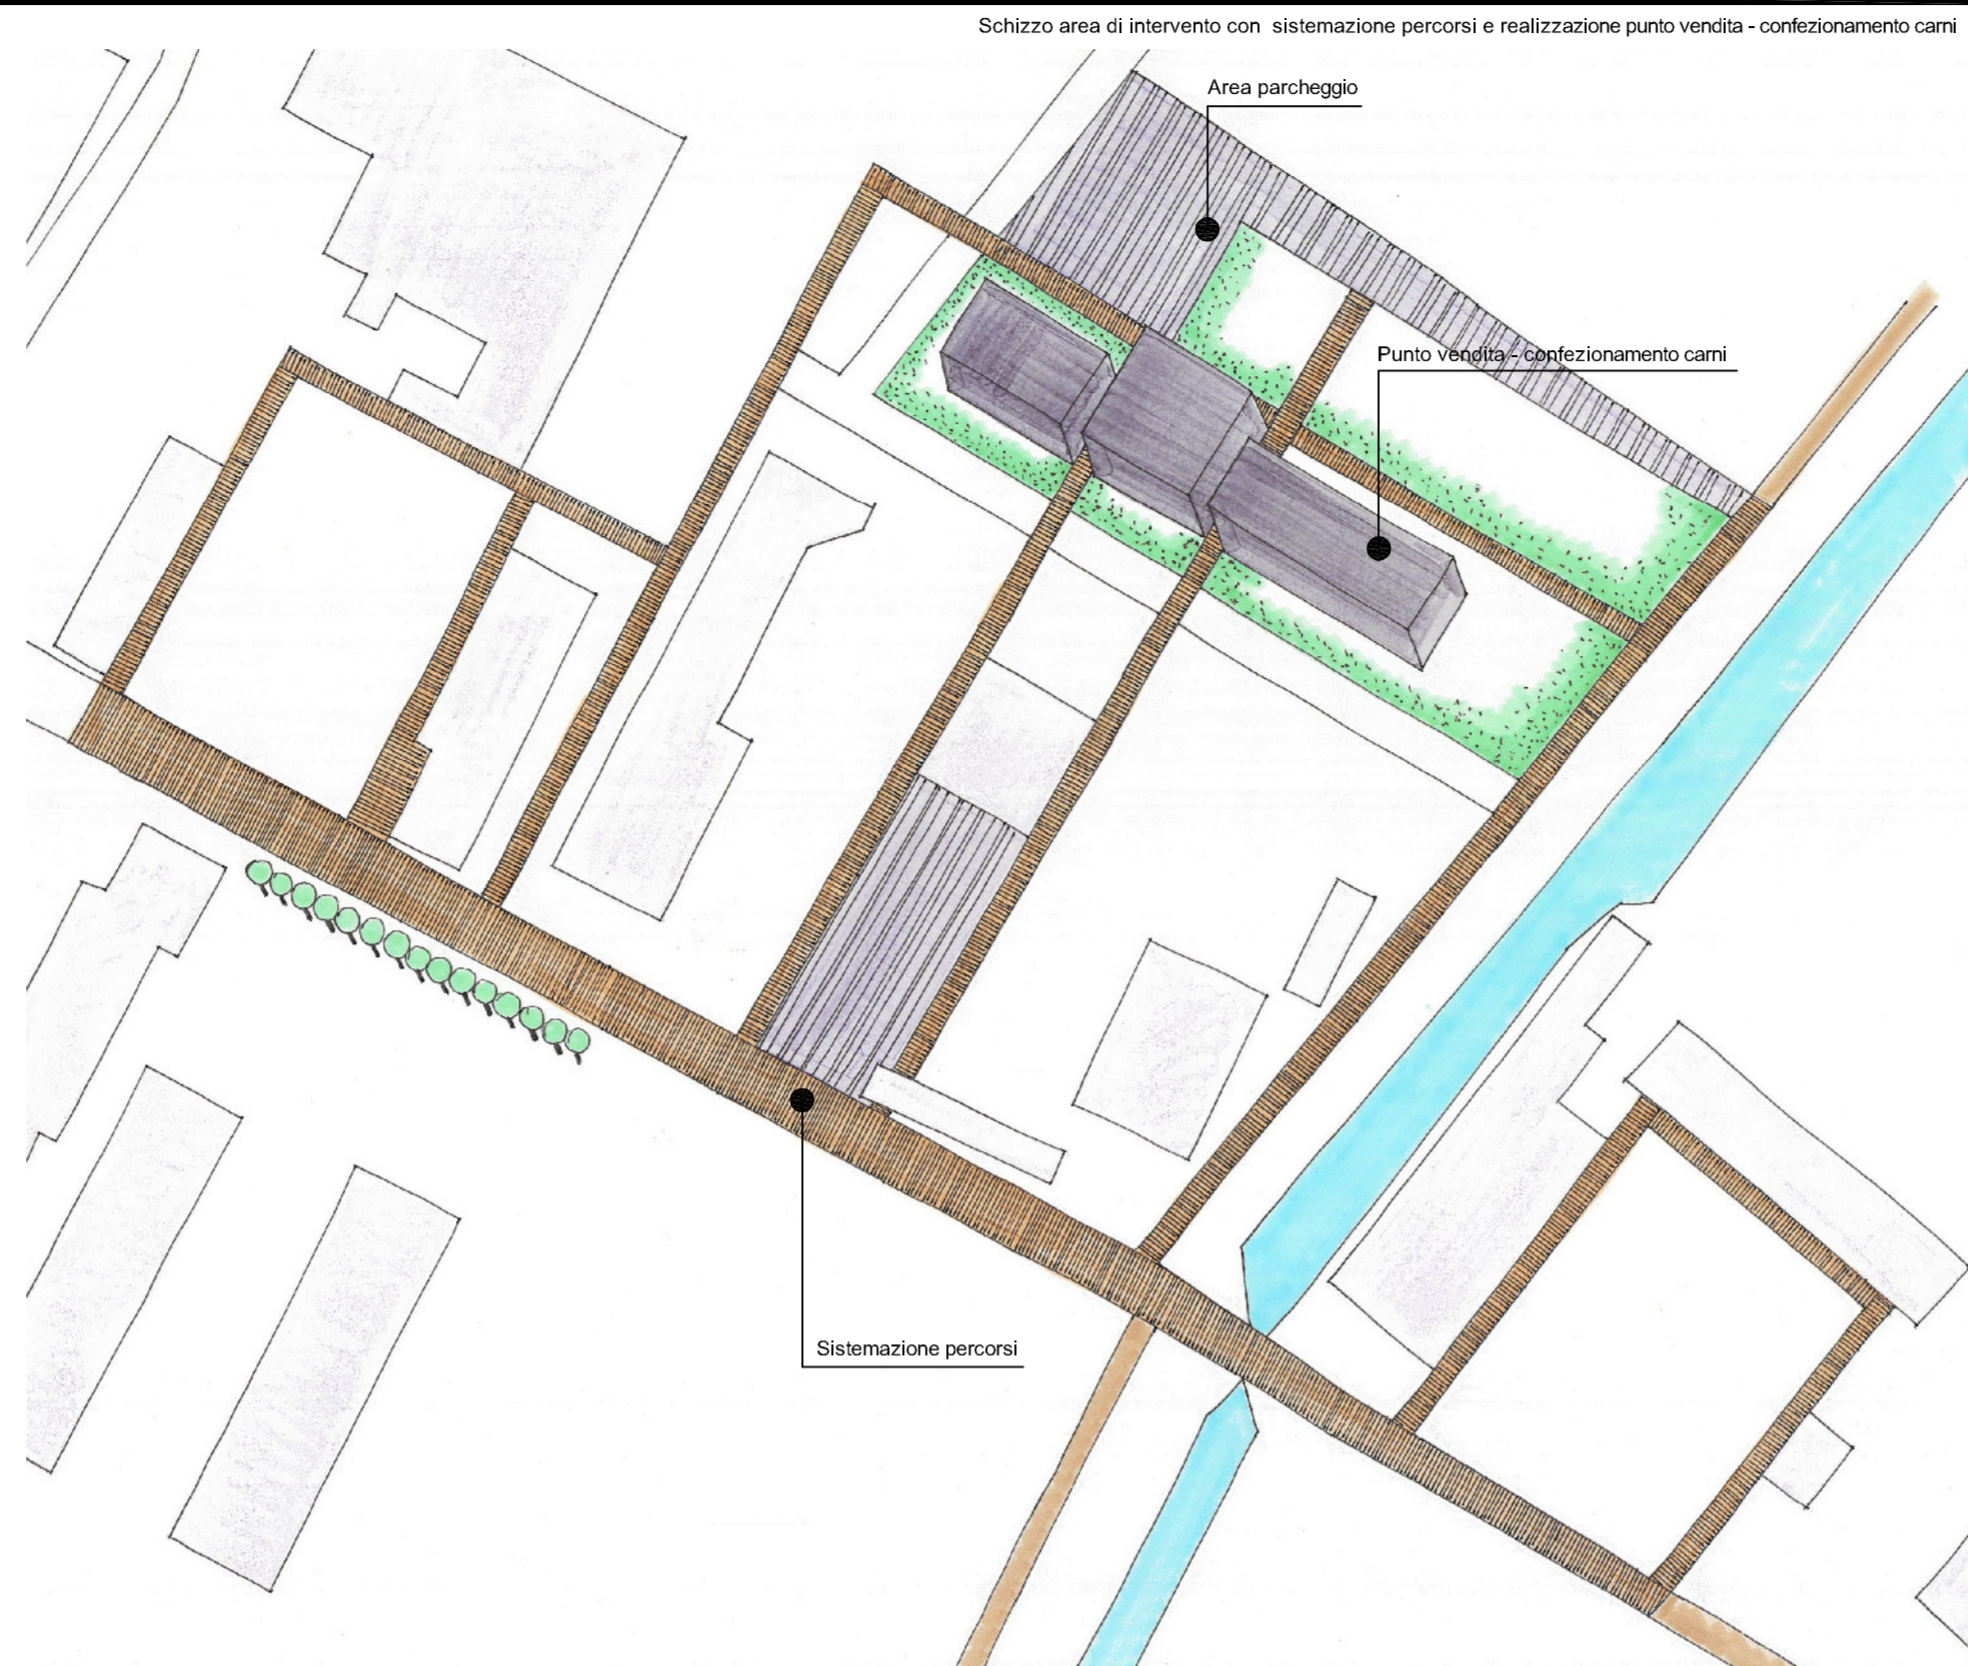 Schizzo area di intervento con sistemazione percorsi e realizzazione punto vendita - confezionamento carni
Area parcheggio
Punto vendita - confezionamento carni
Sistemazione percorsi